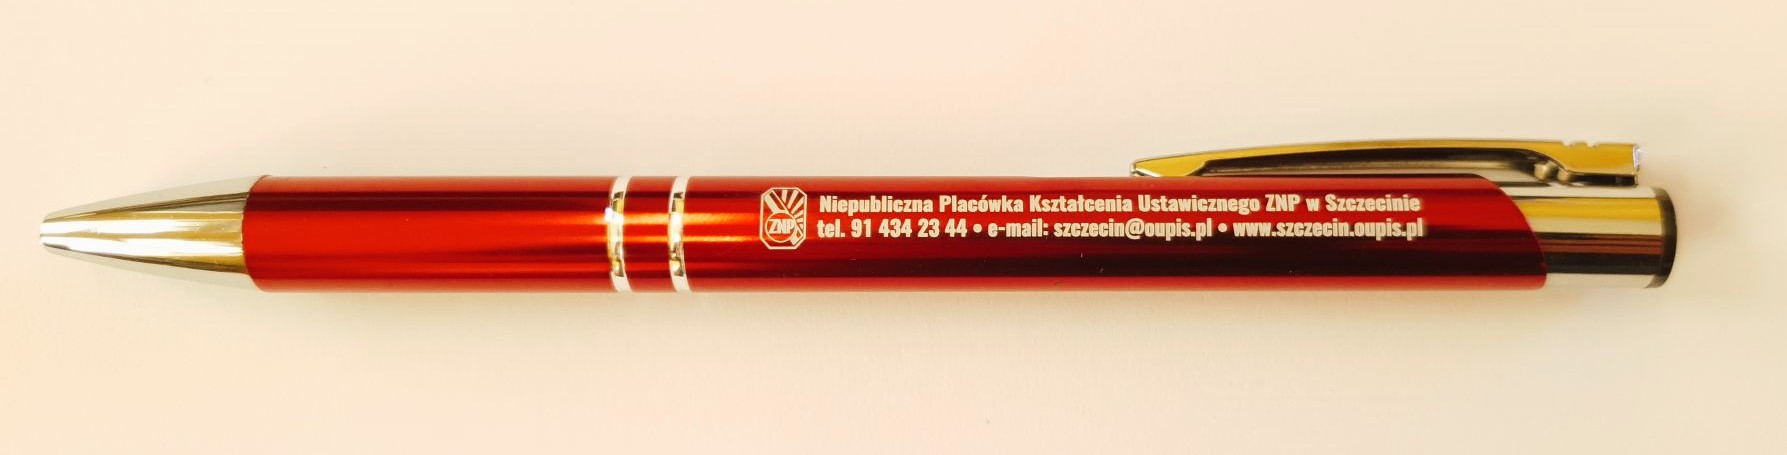 ZNP
Niepubliczna Placówka Kształcenia Ustawicznego ZNP w Szczecinie
tel. 91 434 23 44 • e-mail: szczecin@oupis.pl • www.szczecin.oupis.pl